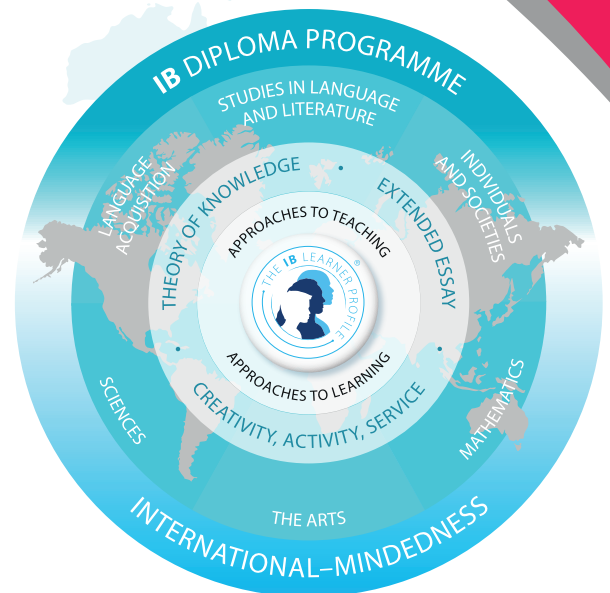 IB DIPLOMA PROGRAMME
STUDIES IN LANGUAGE
AND LITERATURE
LANGUAGE
ACQUISITION
INDIVIDUALS
AND SOCIETIES
THEORY OF KNOWLEDGE
EXTENDED ESSAY
APPROACHES TO TEACHING
THE IB LEARNER PROFILE
®
APPROACHES TO LEARNING
CREATIVITY, ACTIVITY, SERVICE
SCIENCES
MATHEMATICS
THE ARTS
INTERNATIONAL–MINDEDNESS